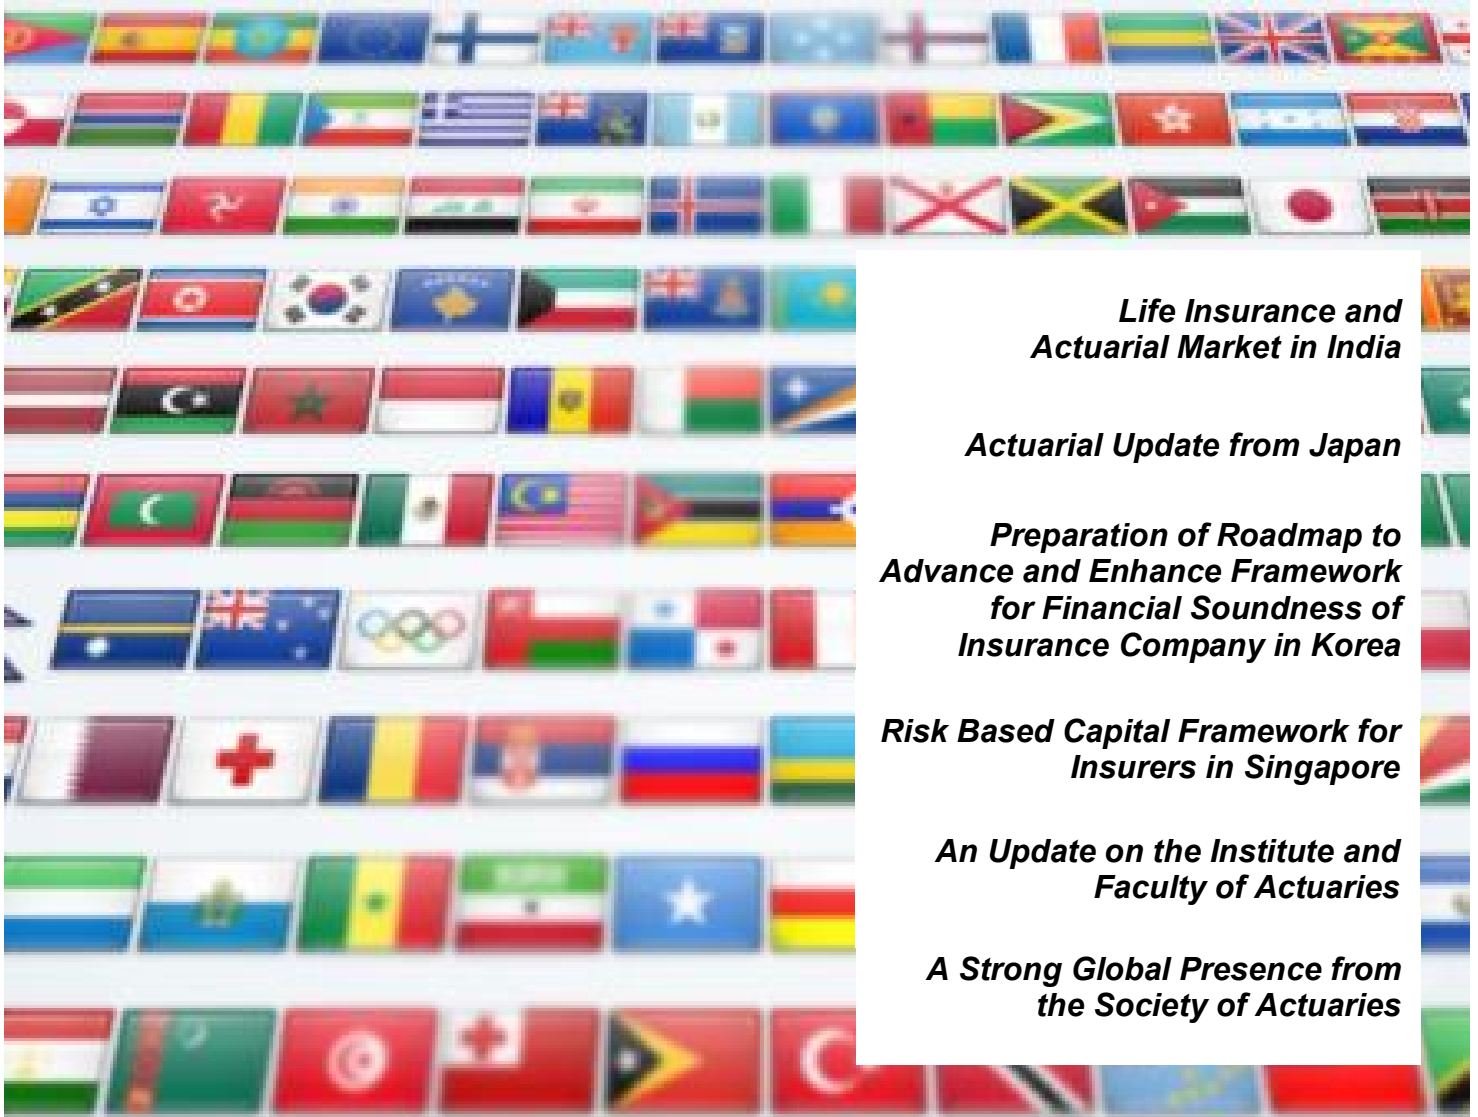 Life Insurance and
Actuarial Market in India
Actuarial Update from Japan
Preparation of Roadmap to
Advance and Enhance Framework
for Financial Soundness of
Insurance Company in Korea
Risk Based Capital Framework for
Insurers in Singapore
An Update on the Institute and
Faculty of Actuaries
A Strong Global Presence from
the Society of Actuaries